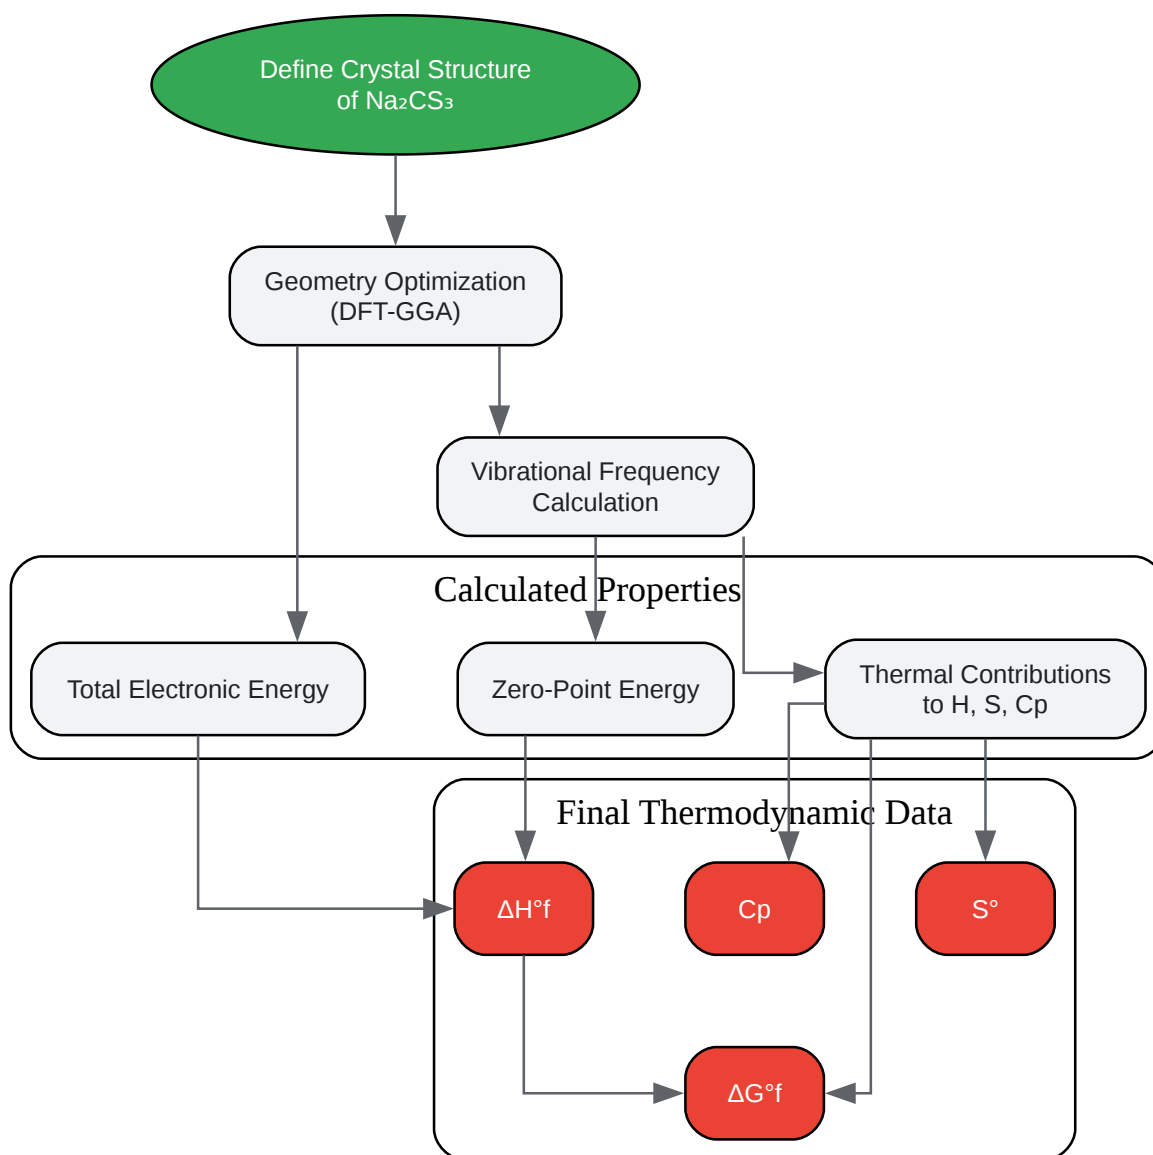 Define Crystal Structure
of Na₂CS₃
Geometry Optimization
(DFT-GGA)
Vibrational Frequency
Calculation
Calculated Properties
Total Electronic Energy
Zero-Point Energy
Thermal Contributions
to H, S, Cp
Final Thermodynamic Data
ΔH°f
Cp
S°
ΔG°f